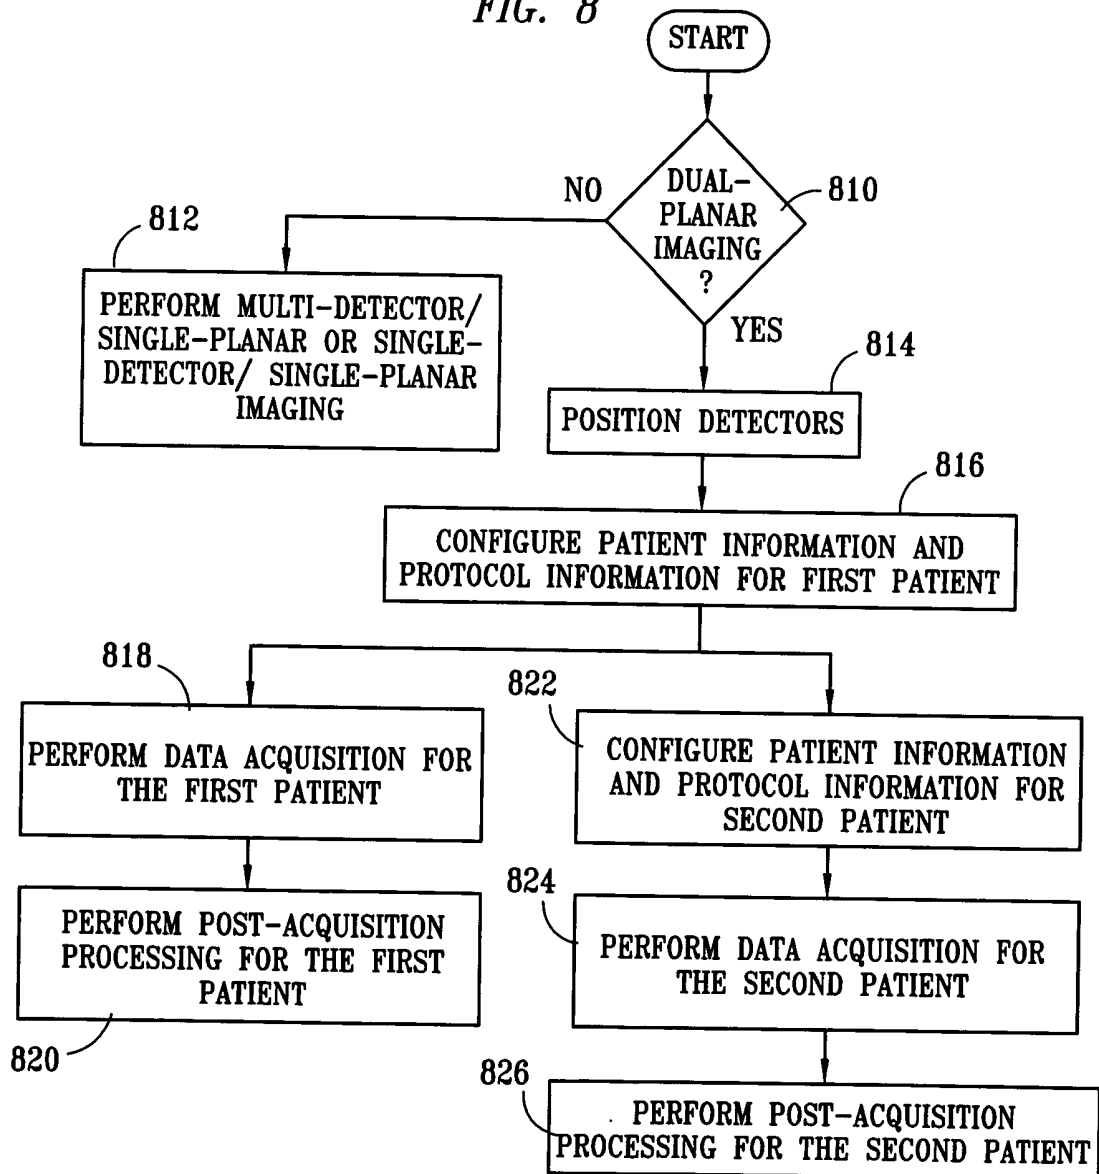 FIG. 8
START
DUAL-
PLANAR
IMAGING
?
810
NO
YES
812
PERFORM MULTI-DETECTOR/
SINGLE-PLANAR OR SINGLE-
DETECTOR/ SINGLE-PLANAR
IMAGING
814
POSITION DETECTORS
816
CONFIGURE PATIENT INFORMATION AND
PROTOCOL INFORMATION FOR FIRST PATIENT
818
PERFORM DATA ACQUISITION FOR
THE FIRST PATIENT
820
PERFORM POST-ACQUISITION
PROCESSING FOR THE FIRST
PATIENT
822
CONFIGURE PATIENT INFORMATION
AND PROTOCOL INFORMATION FOR
SECOND PATIENT
824
PERFORM DATA ACQUISITION FOR
THE SECOND PATIENT
826
PERFORM POST-ACQUISITION
PROCESSING FOR THE SECOND PATIENT